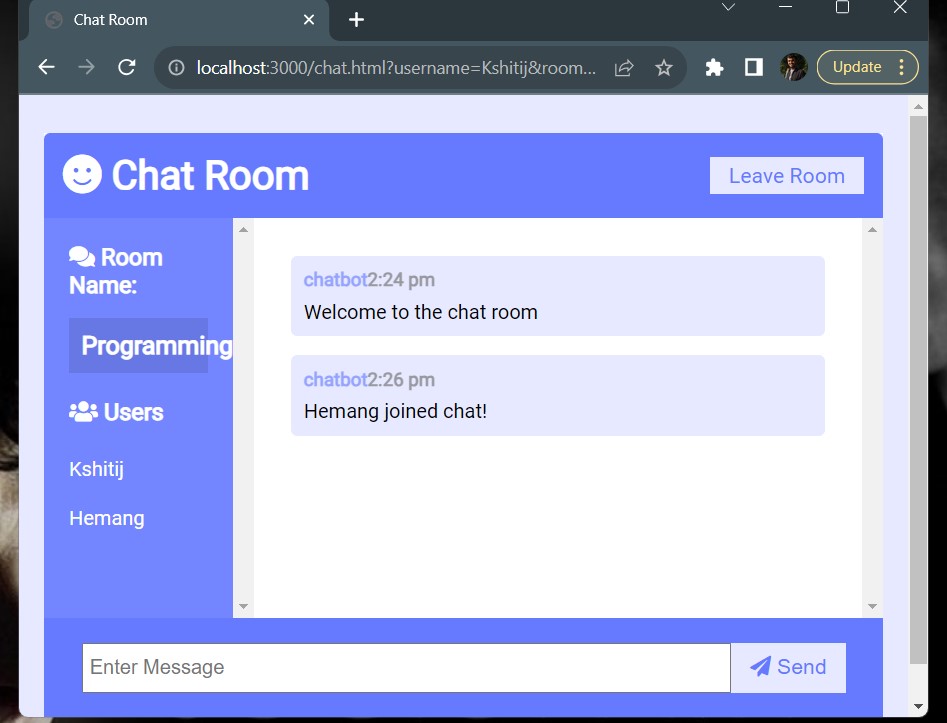 Chat Room
localhost:3000/chat.html?username=Kshitij&room...
Update
Chat Room
Leave Room
Room
Name:
Programming
Users
Kshitij
Hemang
chatbot2:24 pm
Welcome to the chat room
chatbot2:26 pm
Hemang joined chat!
Enter Message
Send